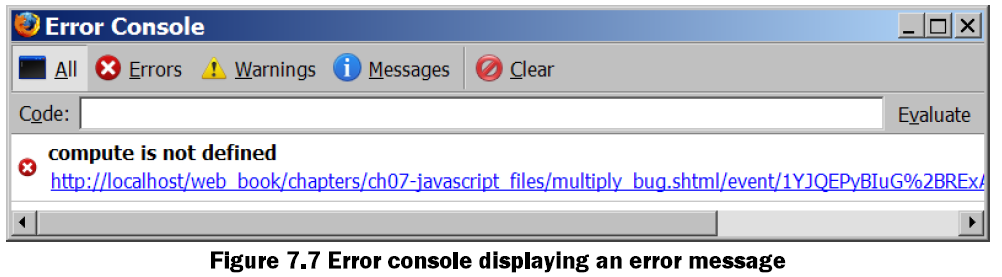 Error Console
All Errors Warnings Messages Clear
Code: Evaluate
compute is not defined
http://localhost/web_book/chapters/ch07-javascript_files/multiply_bug.shtml/event/1YJQEPyBIuG%2BRExA
Figure 7.7 Error console displaying an error message